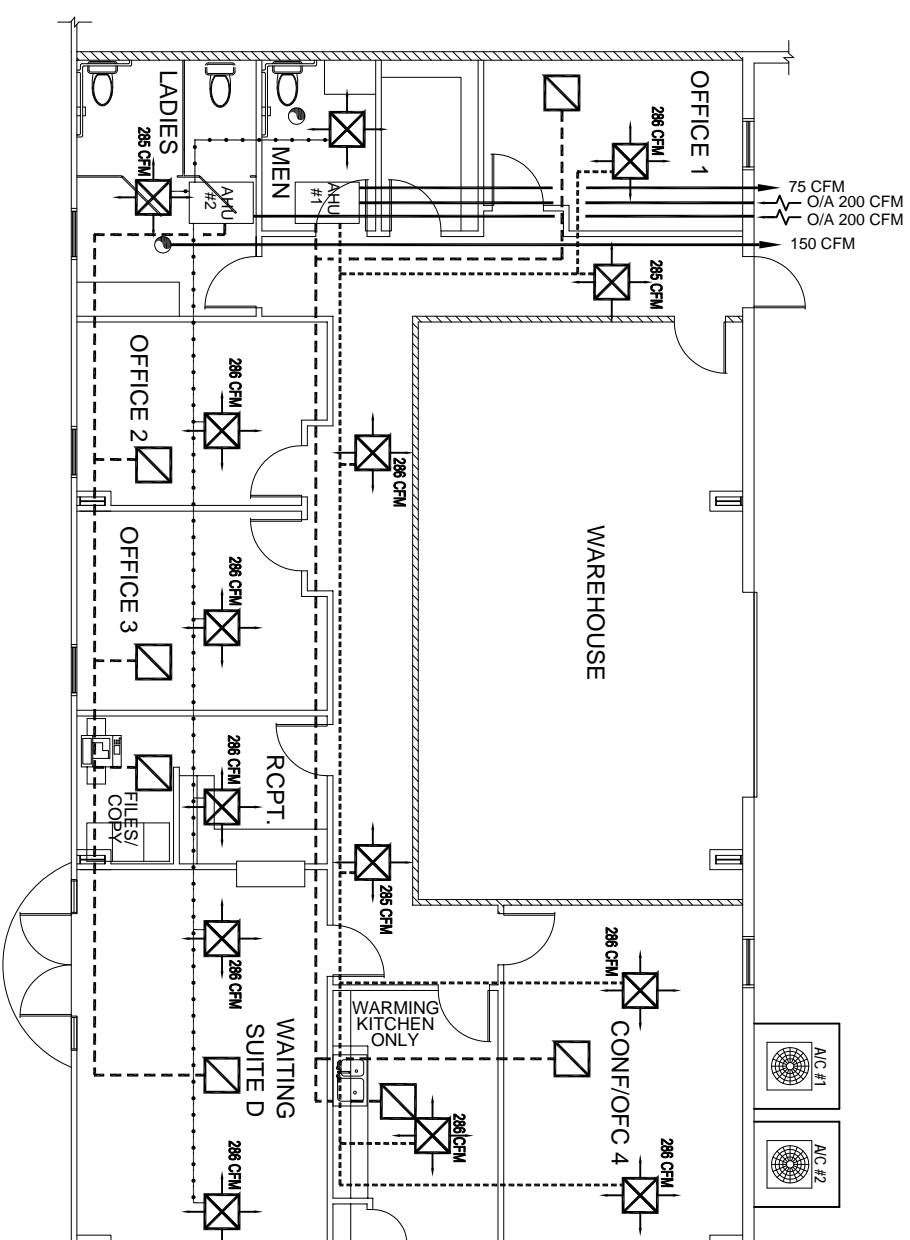 LADIES
285 CFM
MEN
AHU
#2
AHU
#1
OFFICE 1
286 CFM
75 CFM
O/A 200 CFM
O/A 200 CFM
150 CFM
285 CFM
OFFICE 2
286 CFM
286 CFM
OFFICE 3
286 CFM
WAREHOUSE
RCPT.
286 CFM
FILES/
COPY
285 CFM
286 CFM
WAITING
SUITE D
286 CFM
WARMING
KITCHEN
ONLY
286 CFM
286 CFM
CONF/OFC 4
286 CFM
A/C #1
A/C #2